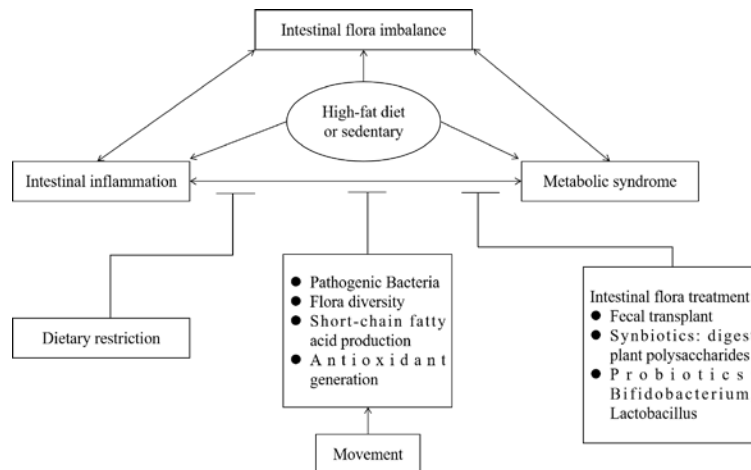 Intestinal flora imbalance
High-fat diet
or sedentary
Intestinal inflammation
Metabolic syndrome
Dietary restriction
● Pathogenic Bacteria
● Flora diversity
● Short-chain fatty
acid production
● Antioxidant
generation
Movement
Intestinal flora treatment
● Fecal transplant
● Synbiotics: digest
plant polysaccharides
● Probiotics
Bifidobacterium
Lactobacillus